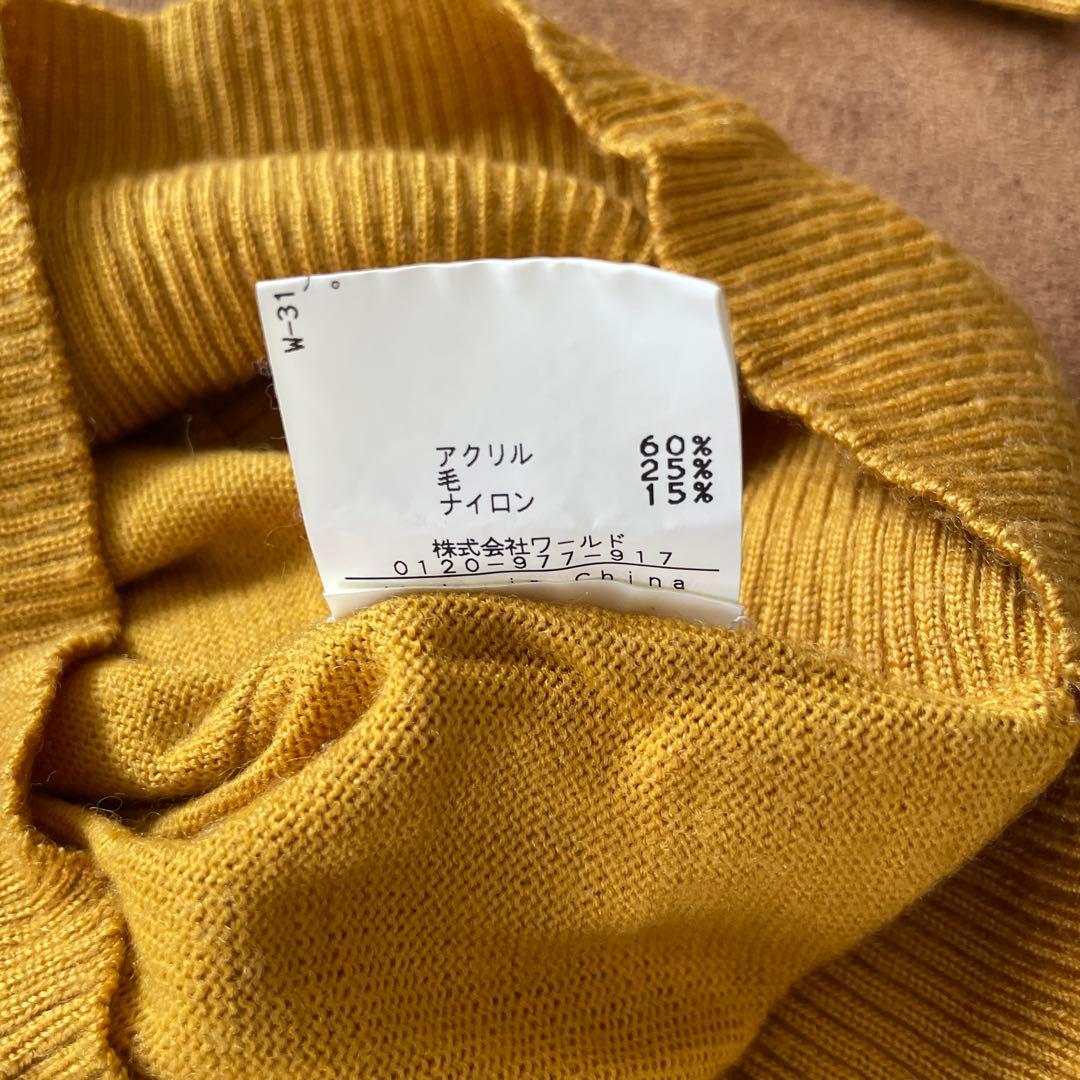 W-31
。
アクリル 60%
毛 25%
ナイロン 15%
株式会社ワールド
0120-977-917
China